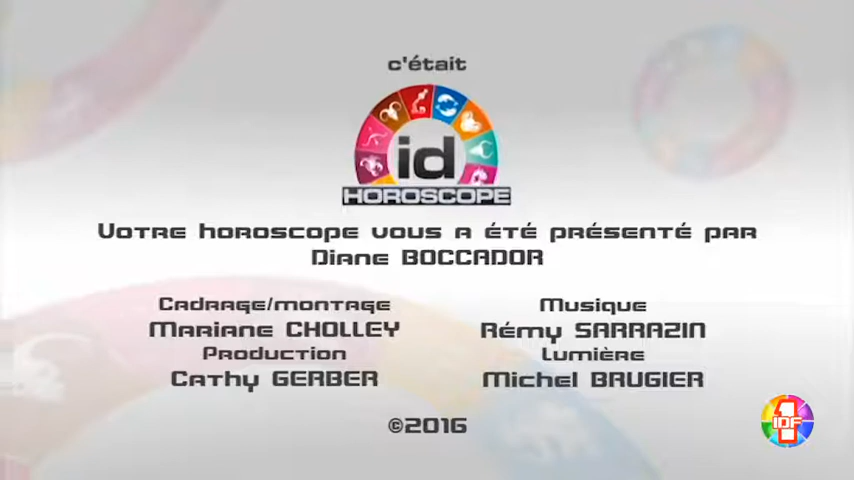 c'était
id
HOROSCOPE
Votre horoscope vous a été présenté par
Diane BOCCADOR
Cadrage/montage
Mariane CHOLLEY
Production
Cathy GERBER
Musique
Rémy SARRAZIN
Lumière
Michel BRUGIER
©2016
IDF
1